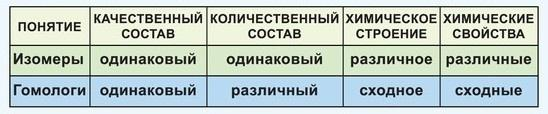 ПОНЯТИЕ КАЧЕСТВЕННЫЙ СОСТАВ КОЛИЧЕСТВЕННЫЙ СОСТАВ ХИМИЧЕСКОЕ СТРОЕНИЕ ХИМИЧЕСКИЕ СВОЙСТВА
Изомеры одинаковый одинаковый различное различные
Гомологи одинаковый различный сходное сходные